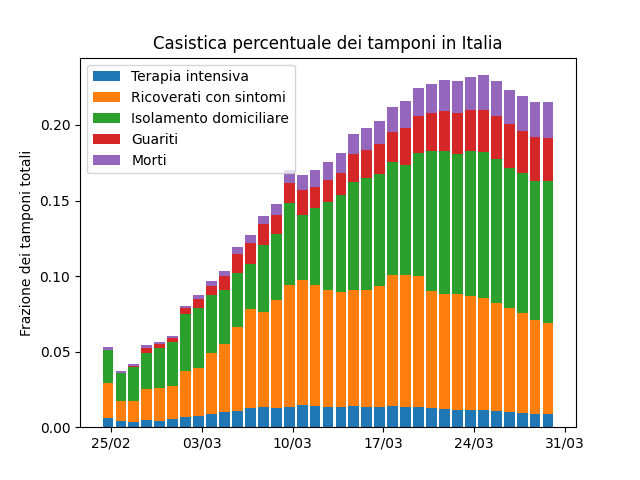 Casistica percentuale dei tamponi in Italia
Terapia intensiva
Ricoverati con sintomi
Isolamento domiciliare
Guariti
Morti
Frazione dei tamponi totali
0.20
0.15
0.10
0.05
0.00
25/02 03/03 10/03 17/03 24/03 31/03